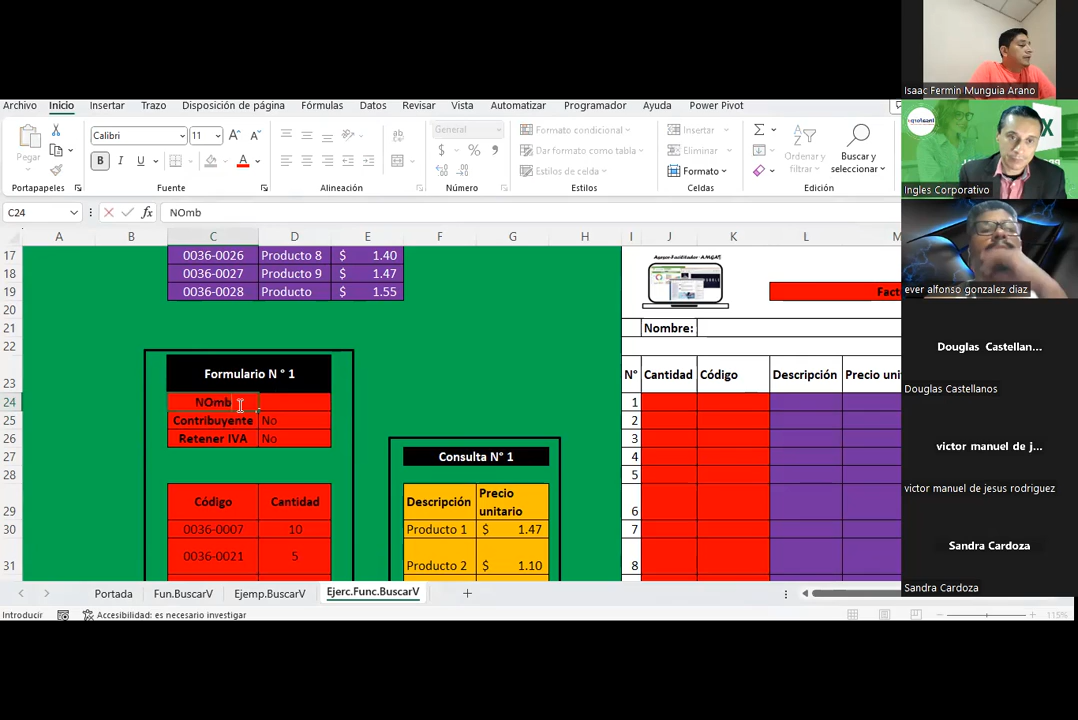 Archivo Inicio Insertar Trazo Disposición de página Fórmulas Datos Revisar Vista Automatizar Programador Ayuda Power Pivot
Calibri 11 General Formato condicional Insertar
Pegar Dar formato como tabla Eliminar Ordenar y filtrar Buscar y seleccionar
N K S Estilos de celda Formato
Portapapeles Fuente Alineación Número Estilos Celdas Edición
C24 NOmb
A B C D E F G H I J K L M
17 0036-0026 Producto 8 $ 1.40
18 0036-0027 Producto 9 $ 1.47
19 0036-0028 Producto $ 1.55
Asesor-Facilitador -AMGAT
Fact
20
21 Nombre:
22
23 Formulario N ° 1 N° Cantidad Código Descripción Precio uni
24 NOmb 1
25 Contribuyente No 2
26 Retener IVA No 3
27 Consulta N° 1 4
28 5
29 Código Cantidad Descripción Precio unitario 6
30 0036-0007 10 Producto 1 $ 1.47 7
31 0036-0021 5 Producto 2 $ 1.10 8
Portada Fun.BuscarV Ejemp.BuscarV Ejerc.Func.BuscarV
Introducir Accesibilidad: es necesario investigar 115%
Isaac Fermin Munguia Arano
Ingles Corporativo
ever alfonso gonzalez diaz
Douglas Castellan...
Douglas Castellanos
victor manuel de j...
victor manuel de jesus rodriguez
Sandra Cardoza
Sandra Cardoza